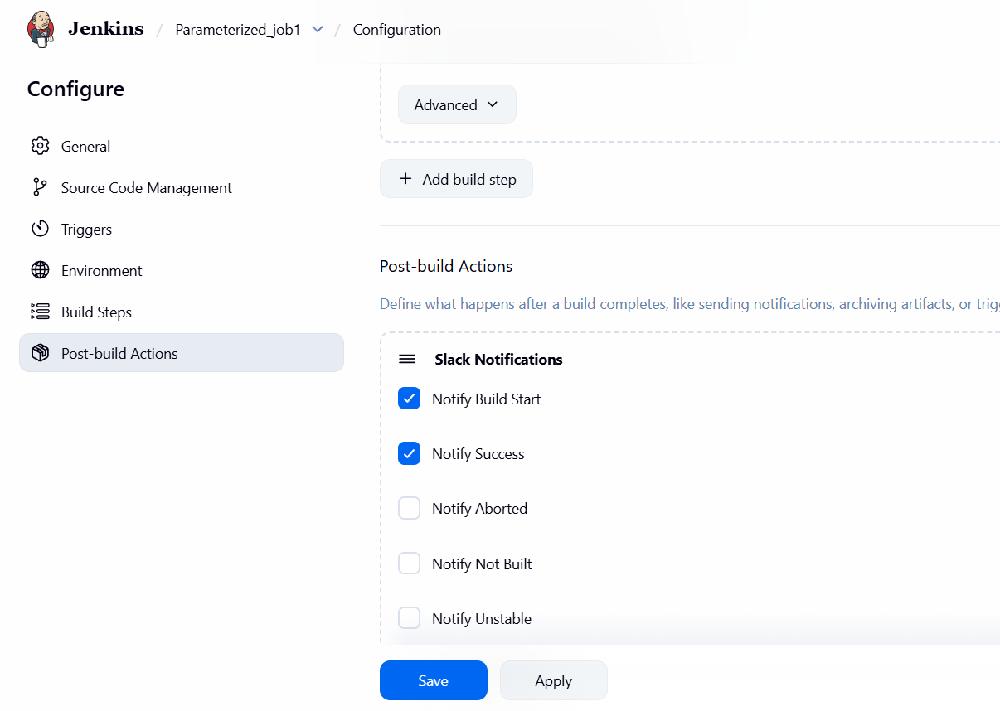 Jenkins / Parameterized_job1 / Configuration
Configure
General
Source Code Management
Triggers
Environment
Build Steps
Post-build Actions
Advanced
+ Add build step
Post-build Actions
Define what happens after a build completes, like sending notifications, archiving artifacts, or
Slack Notifications
Notify Build Start
Notify Success
Notify Aborted
Notify Not Built
Notify Unstable
Save
Apply